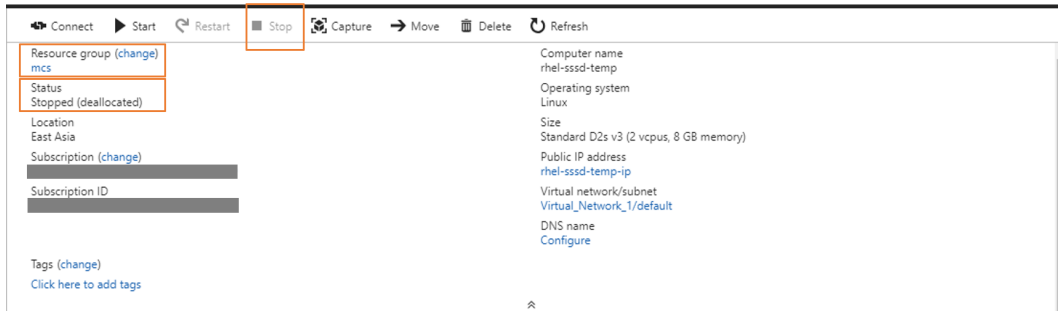 Connect Start Restart Stop Capture Move Delete Refresh
Resource group (change)
mcs
Status
Stopped (deallocated)
Location
East Asia
Subscription (change)
Subscription ID
Tags (change)
Click here to add tags
Computer name
rhel-sssd-temp
Operating system
Linux
Size
Standard D2s v3 (2 vcpus, 8 GB memory)
Public IP address
rhel-sssd-temp-ip
Virtual network/subnet
Virtual_Network_1/default
DNS name
Configure